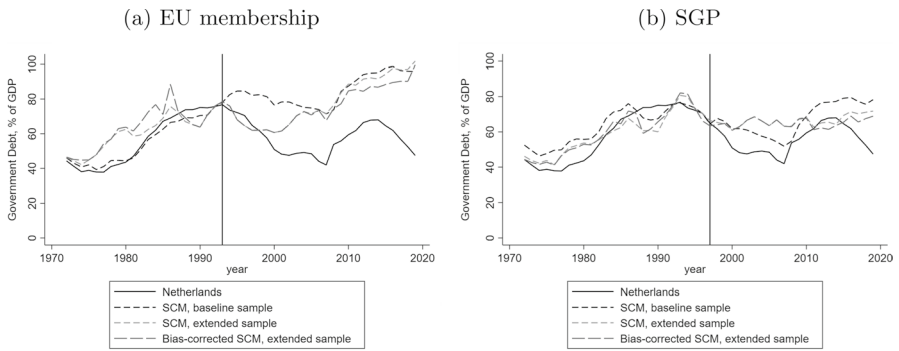 (a) EU membership
Government Debt, % of GDP
100
80
60
40
20
0
1970 1980 1990 2000 2010 2020
year
Netherlands
SCM, baseline sample
SCM, extended sample
Bias-corrected SCM, extended sample
(b) SGP
Government Debt, % of GDP
100
80
60
40
20
0
1970 1980 1990 2000 2010 2020
year
Netherlands
SCM, baseline sample
SCM, extended sample
Bias-corrected SCM, extended sample